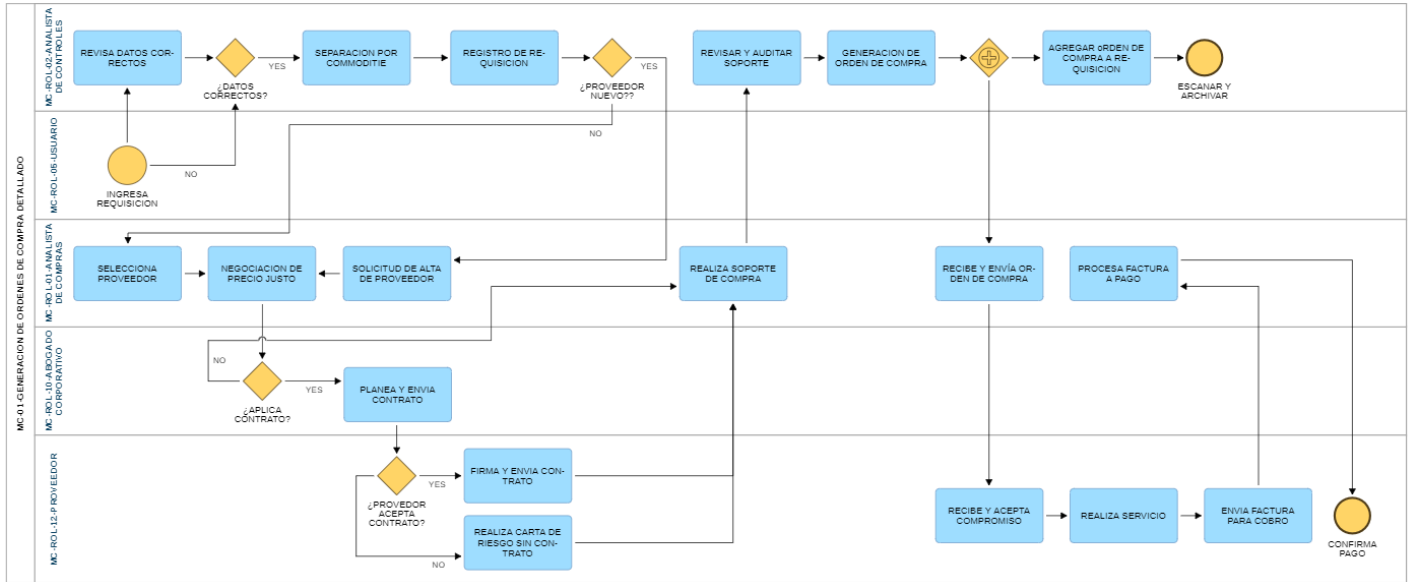 MC-01-GENERACION DE ORDENES DE COMPRA DETALLADO
MC-ROL-02-ANALISTA
DE CONTROLES
REVISA DATOS COR-
RECTOS
¿DATOS
CORRECTOS?
YES
SEPARACION POR
COMMODITIE
REGISTRO DE RE-
QUISICION
¿PROVEEDOR
NUEVO??
YES
NO
REVISAR Y AUDITAR
SOPORTE
GENERACION DE
ORDEN DE COMPRA
AGREGAR oRDEN DE
COMPRA A RE-
QUISICION
ESCANAR Y
ARCHIVAR
MC-ROL-05-USUARIO
INGRESA
REQUISICION
NO
MC-ROL-01-ANALISTA
DE COMPRAS
SELECCIONA
PROVEEDOR
NEGOCIACION DE
PRECIO JUSTO
SOLICITUD DE ALTA
DE PROVEEDOR
REALIZA SOPORTE
DE COMPRA
RECIBE Y ENVÍA OR-
DEN DE COMPRA
PROCESA FACTURA
A PAGO
MC-ROL-10-ABOGADO
CORPORATIVO
NO
¿APLICA
CONTRATO?
YES
PLANEA Y ENVIA
CONTRATO
MC-ROL-12-PROVEEDOR
¿PROVEDOR
ACEPTA
CONTRATO?
YES
NO
FIRMA Y ENVIA CON-
TRATO
REALIZA CARTA DE
RIESGO SIN CON-
TRATO
RECIBE Y ACEPTA
COMPROMISO
REALIZA SERVICIO
ENVIA FACTURA
PARA COBRO
CONFIRMA
PAGO